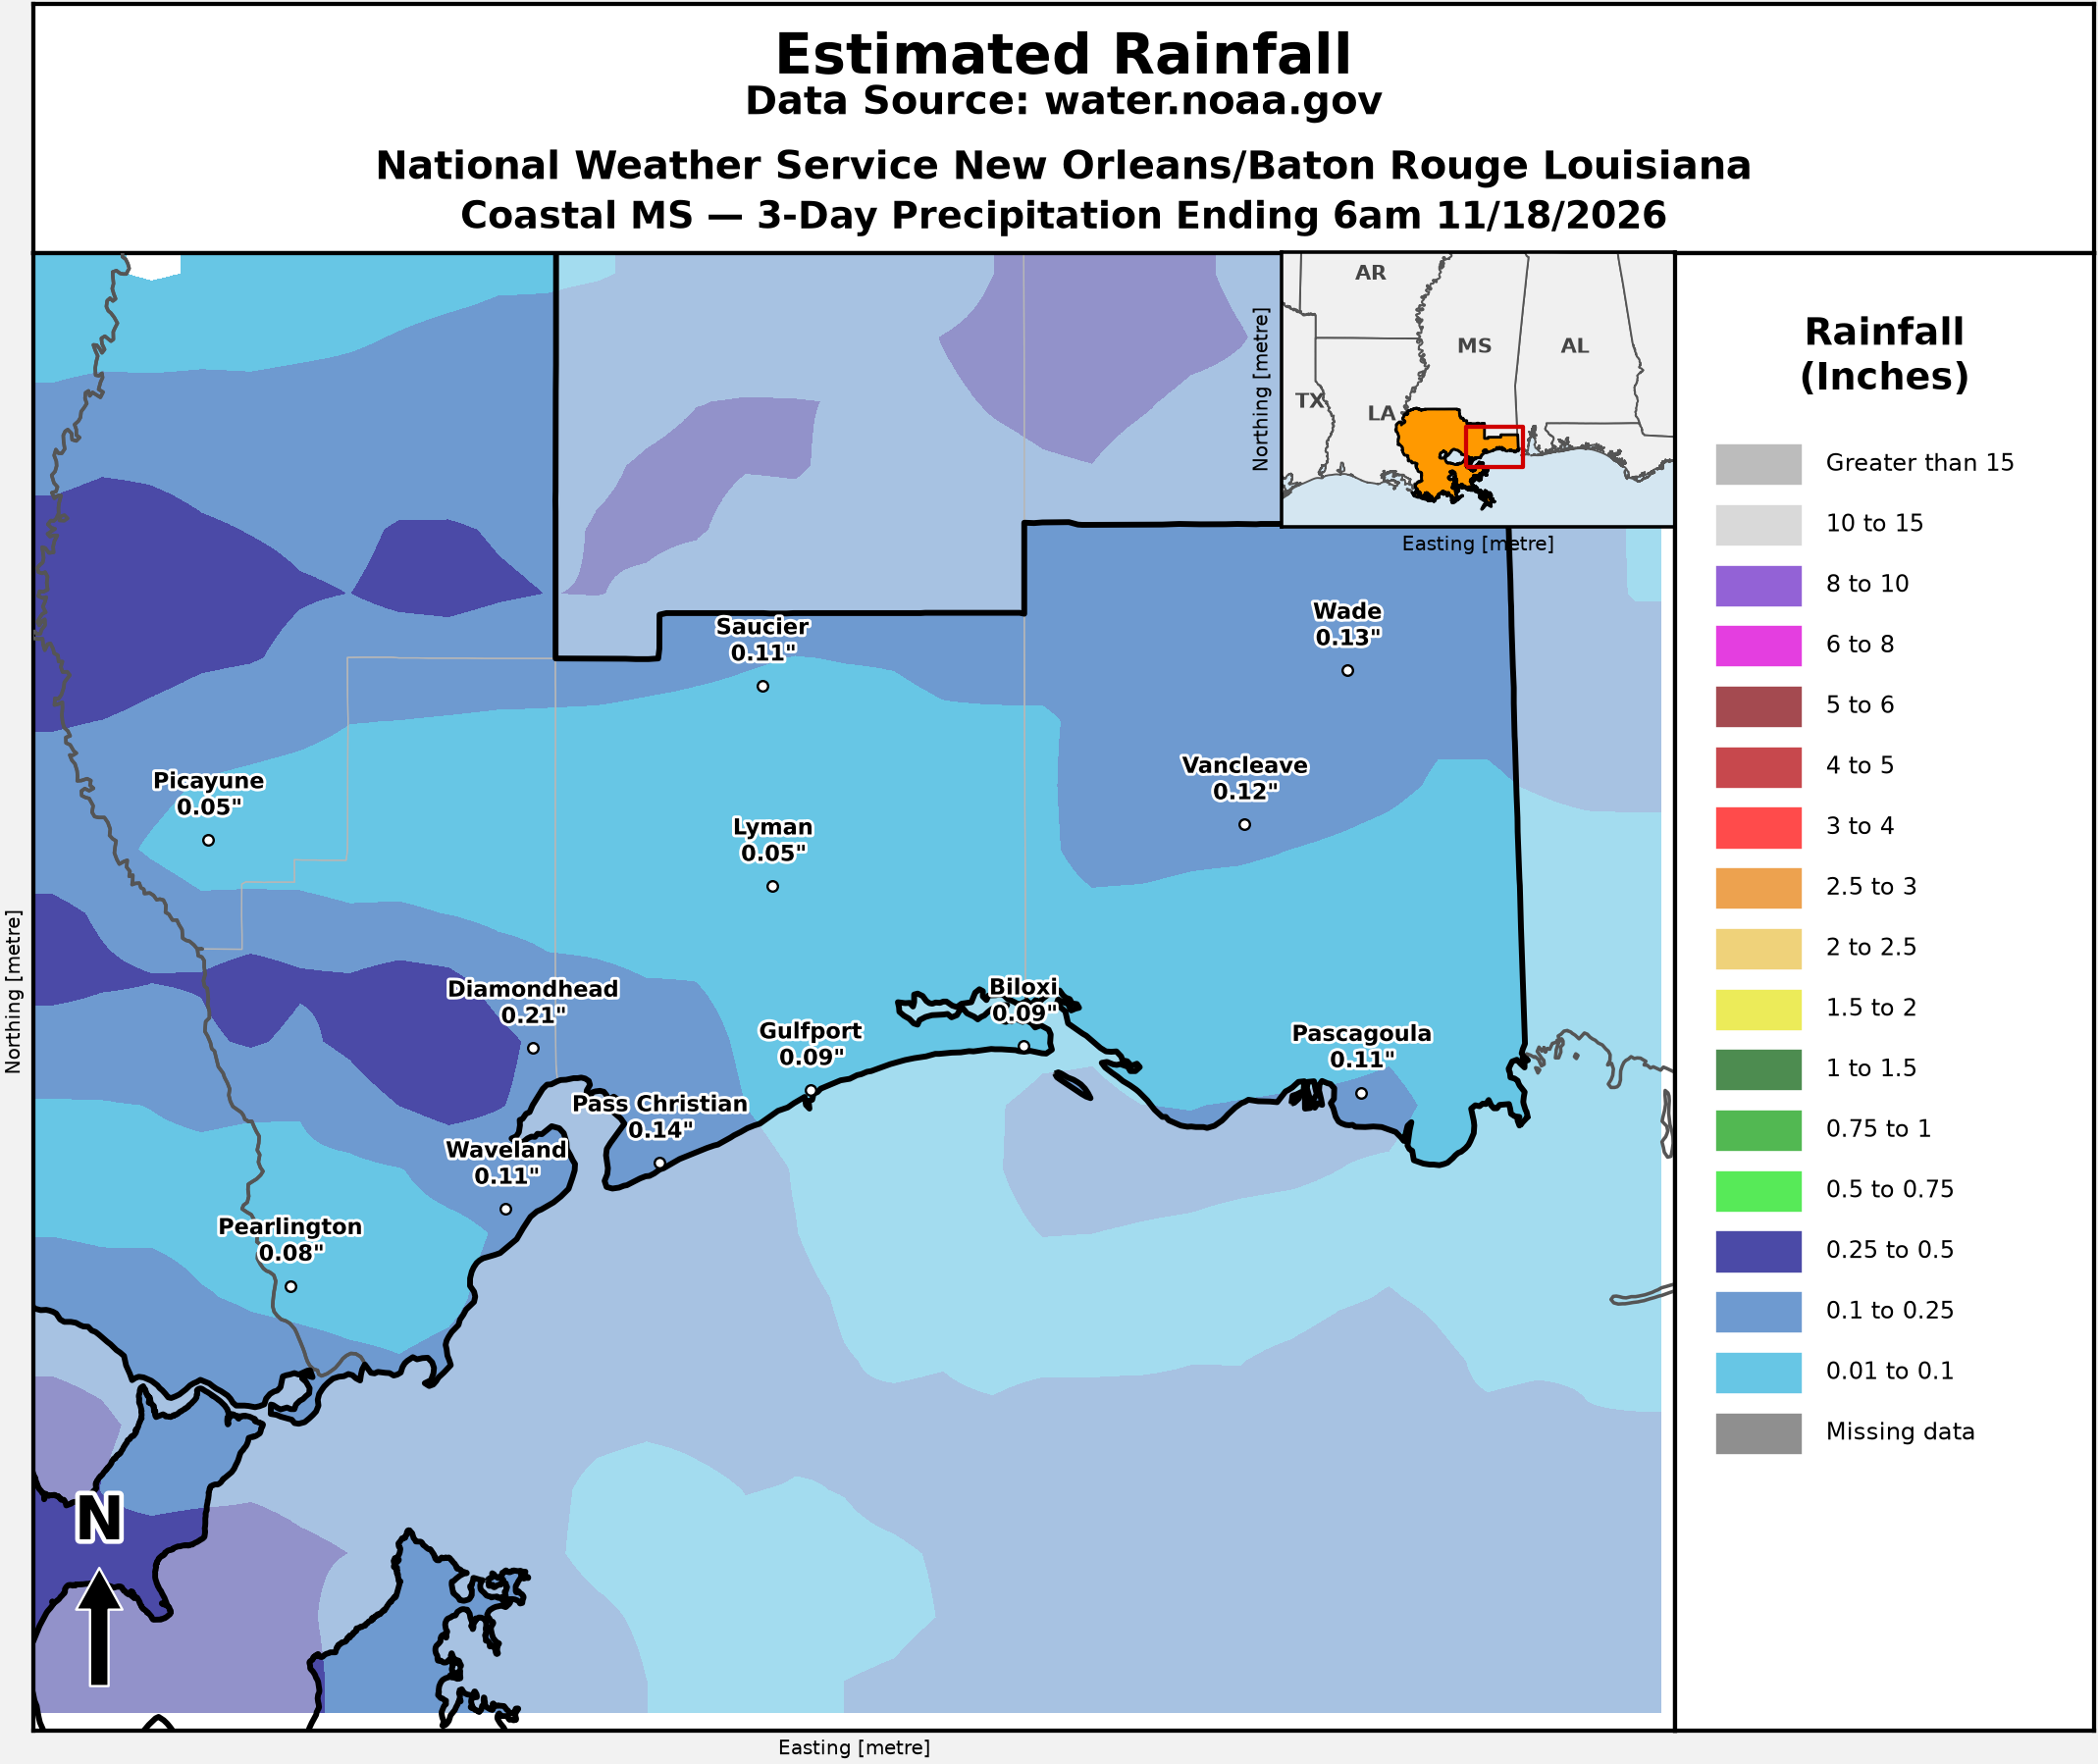 Estimated Rainfall
Data Source: water.noaa.gov
National Weather Service New Orleans/Baton Rouge Louisiana
Coastal MS — 3-Day Precipitation Ending 6am 11/18/2026
AR
MS
AL
TX
LA
Northing [metre]
Easting [metre]
Rainfall
(Inches)
Greater than 15
10 to 15
8 to 10
6 to 8
5 to 6
4 to 5
3 to 4
2.5 to 3
2 to 2.5
1.5 to 2
1 to 1.5
0.75 to 1
0.5 to 0.75
0.25 to 0.5
0.1 to 0.25
0.01 to 0.1
Missing data
Saucier
0.11"
Wade
0.13"
Picayune
0.05"
Vancleave
0.12"
Lyman
0.05"
Diamondhead
0.21"
Biloxi
0.09"
Gulfport
0.09"
Pascagoula
0.11"
Pass Christian
0.14"
Waveland
0.11"
Pearlington
0.08"
N
Northing [metre]
Easting [metre]